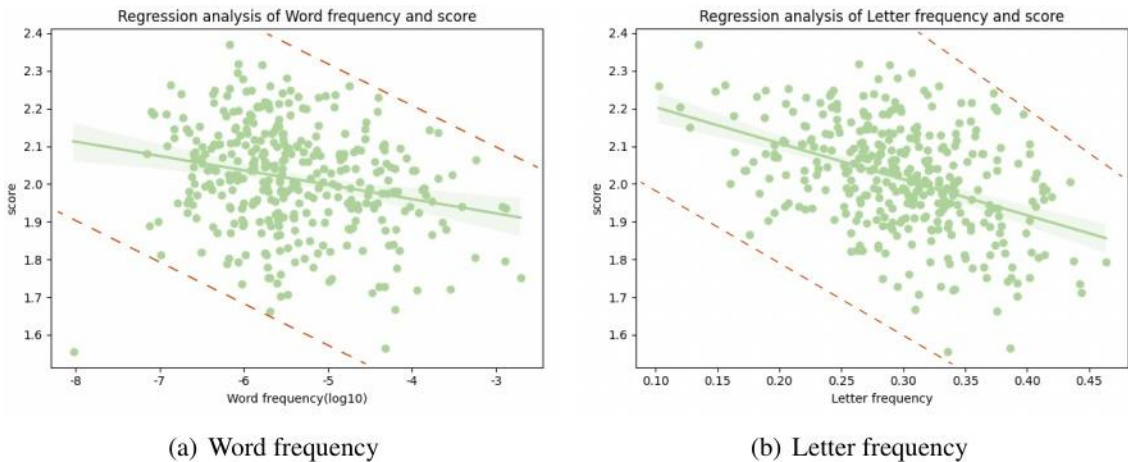 Regression analysis of Word frequency and score
2.4
2.3
2.2
2.1
2.0
1.9
1.8
1.7
1.6
score
-8 -7 -6 -5 -4 -3
Word frequency(log10)
(a) Word frequency
Regression analysis of Letter frequency and score
2.4
2.3
2.2
2.1
2.0
1.9
1.8
1.7
1.6
score
0.10 0.15 0.20 0.25 0.30 0.35 0.40 0.45
Letter frequency
(b) Letter frequency